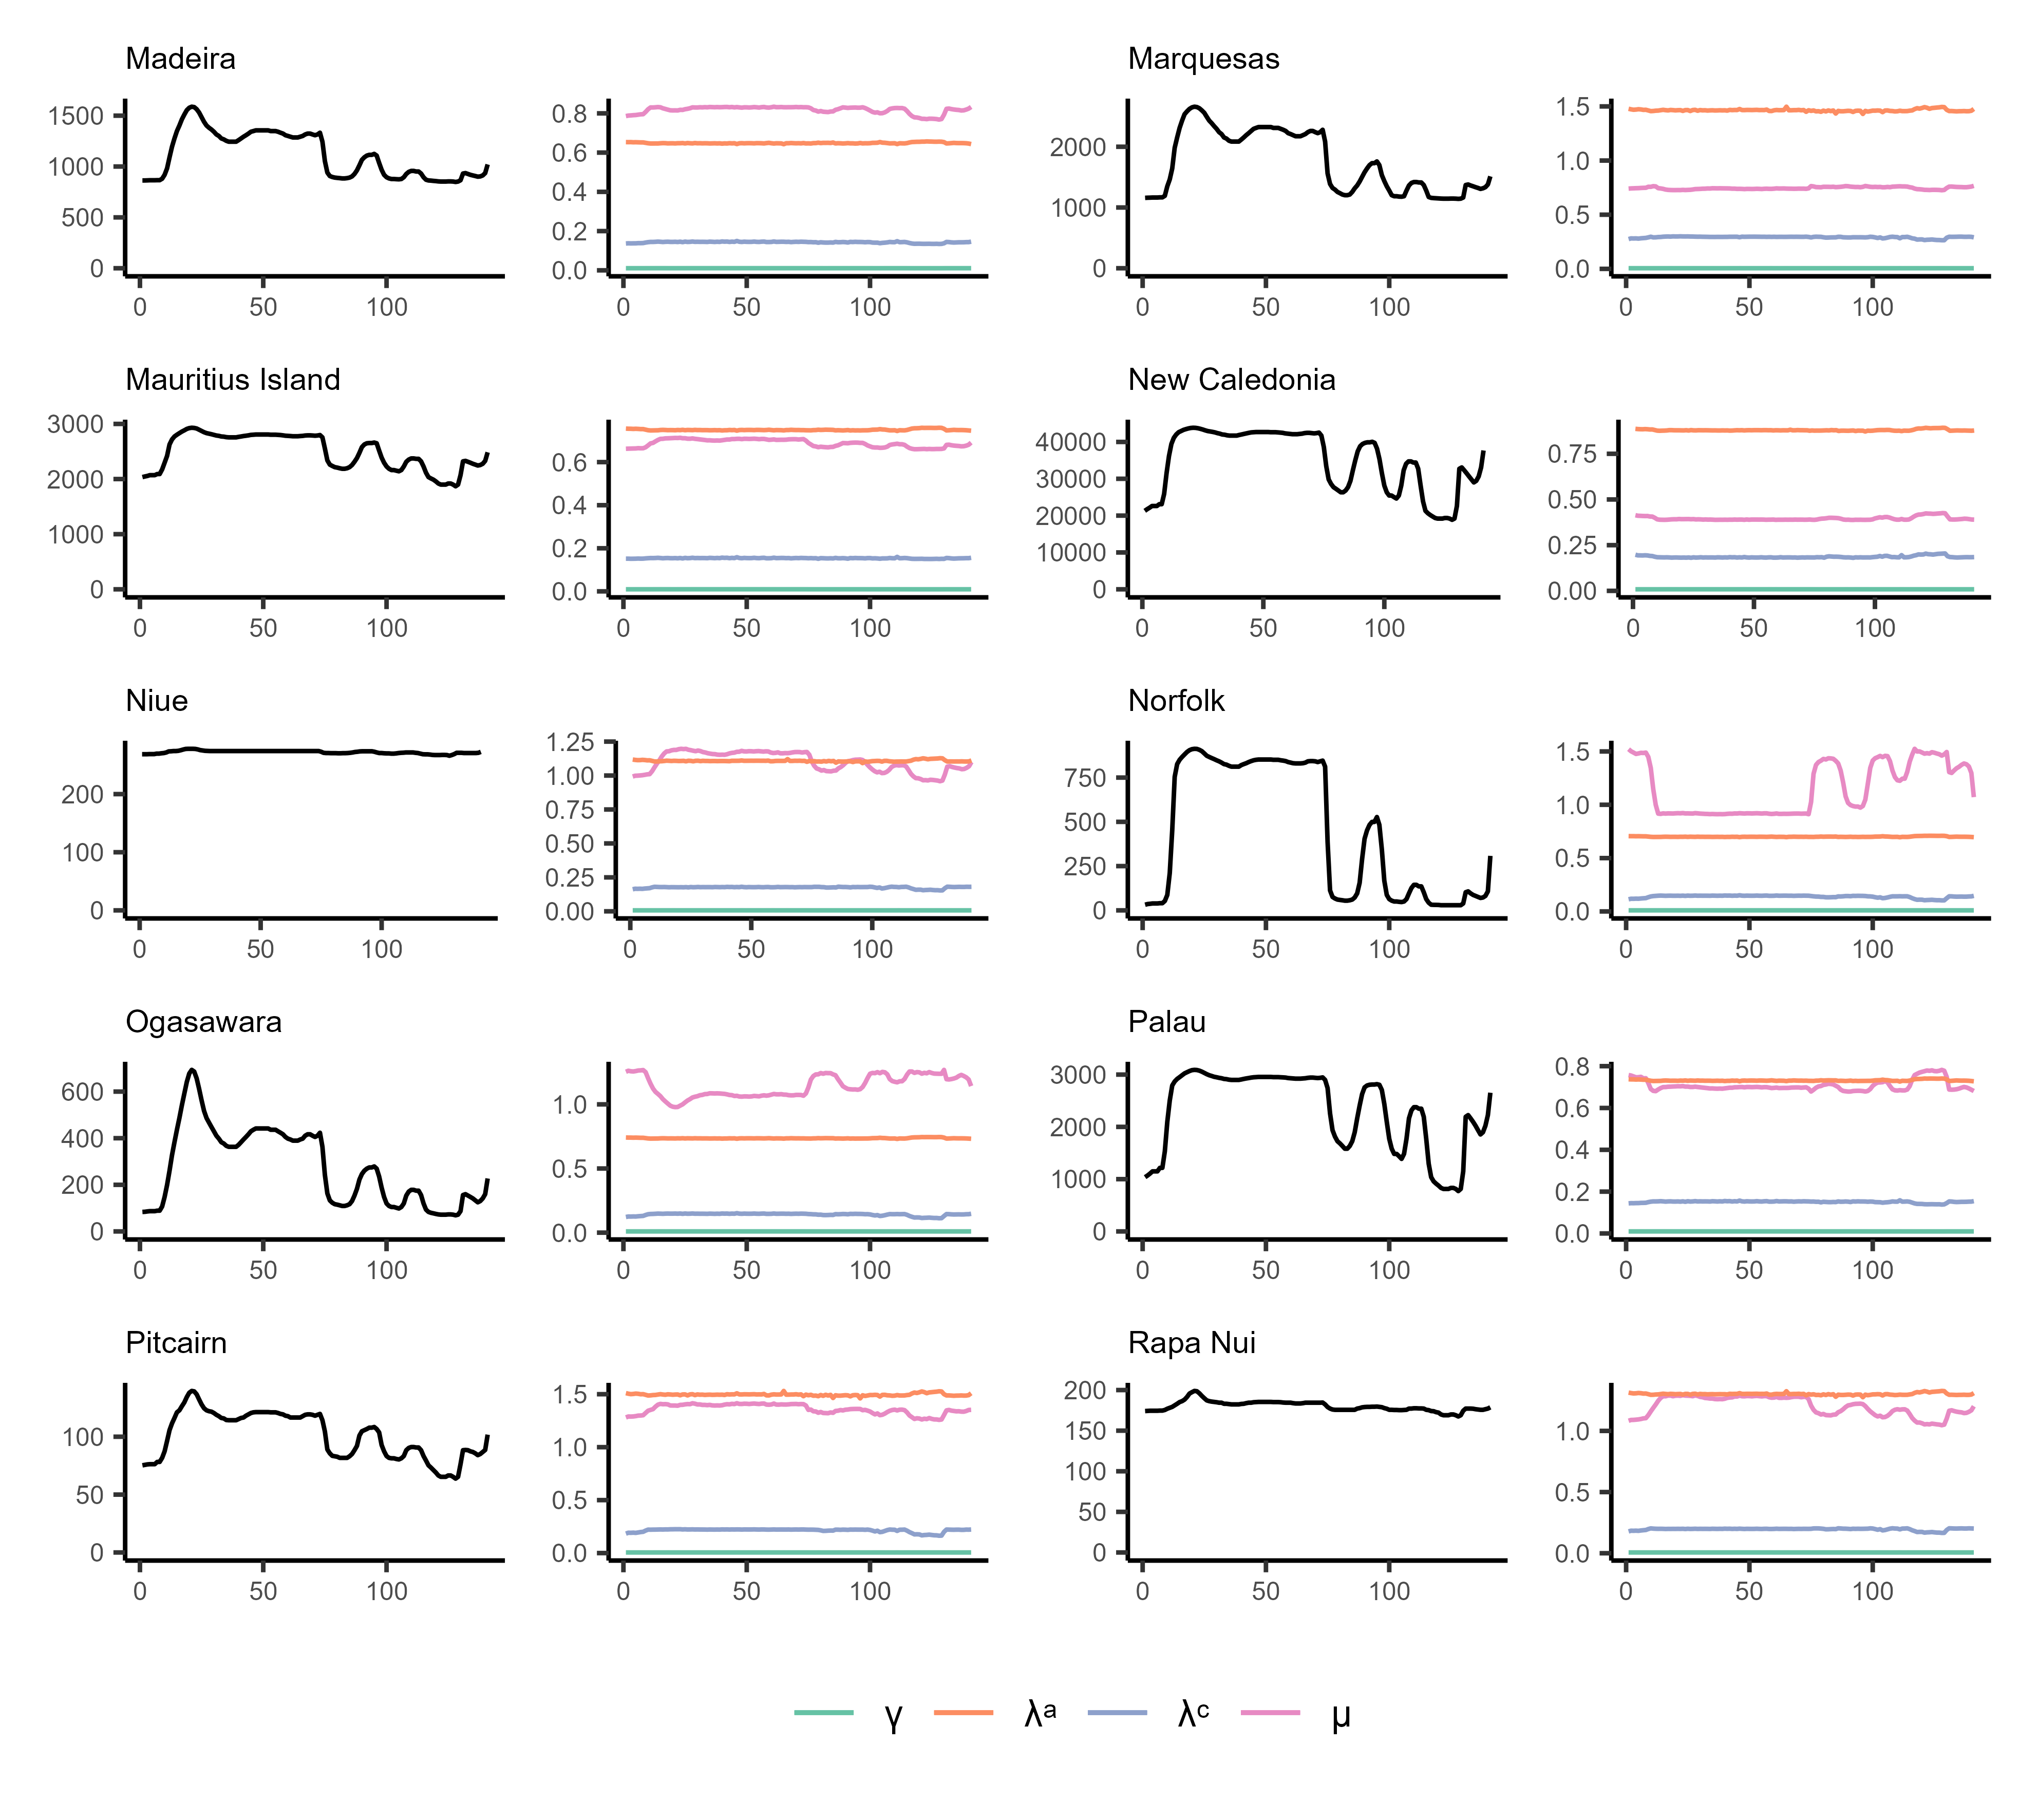 Madeira
Marquesas
1500
1000
500
0
0 50 100
0.8
0.6
0.4
0.2
0.0
0 50 100
2000
1000
0
0 50 100
1.5
1.0
0.5
0.0
0 50 100
Mauritius Island
New Caledonia
3000
2000
1000
0
0 50 100
0.6
0.4
0.2
0.0
0 50 100
40000
30000
20000
10000
0
0 50 100
0.75
0.50
0.25
0.00
0 50 100
Niue
Norfolk
200
100
0
0 50 100
1.25
1.00
0.75
0.50
0.25
0.00
0 50 100
750
500
250
0
0 50 100
1.5
1.0
0.5
0.0
0 50 100
Ogasawara
Palau
600
400
200
0
0 50 100
1.0
0.5
0.0
0 50 100
3000
2000
1000
0
0 50 100
0.8
0.6
0.4
0.2
0.0
0 50 100
Pitcairn
Rapa Nui
100
50
0
0 50 100
1.5
1.0
0.5
0.0
0 50 100
200
150
100
50
0
0 50 100
1.0
0.5
0.0
0 50 100
γ λᵃ λᶜ μ